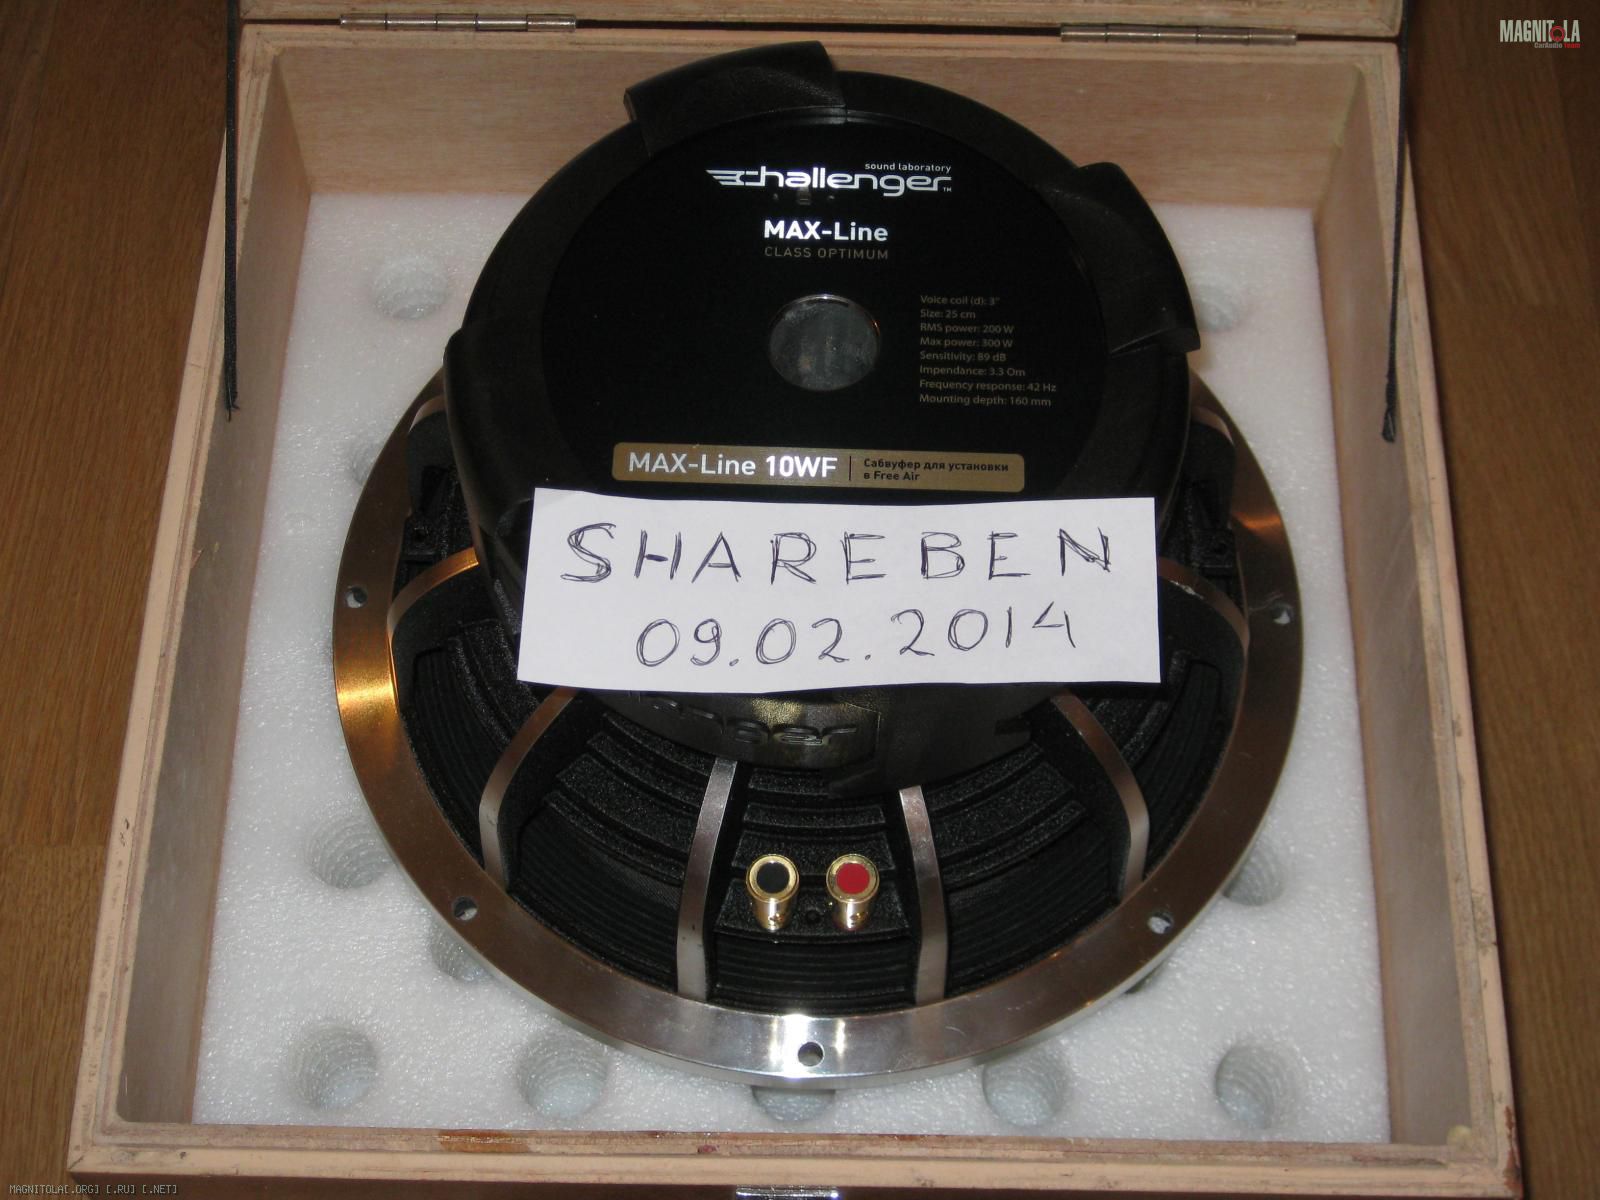 MAGNITOLA
CarAudio Team
sound laboratory
challenger™
MAX-Line
CLASS OPTIMUM
Voice coil (d): 3"
Size: 25 cm
RMS power: 200 W
Max power: 300 W
Sensitivity: 89 dB
Impendance: 3.3 Om
Frequency response: 42 Hz
Mounting depth: 160 mm
MAX-Line 10WF
Сабвуфер для установки
в Free Air
SHAREBEN
09.02.2014
MAGNITOLA[.ORG] [.RU] [.NET]